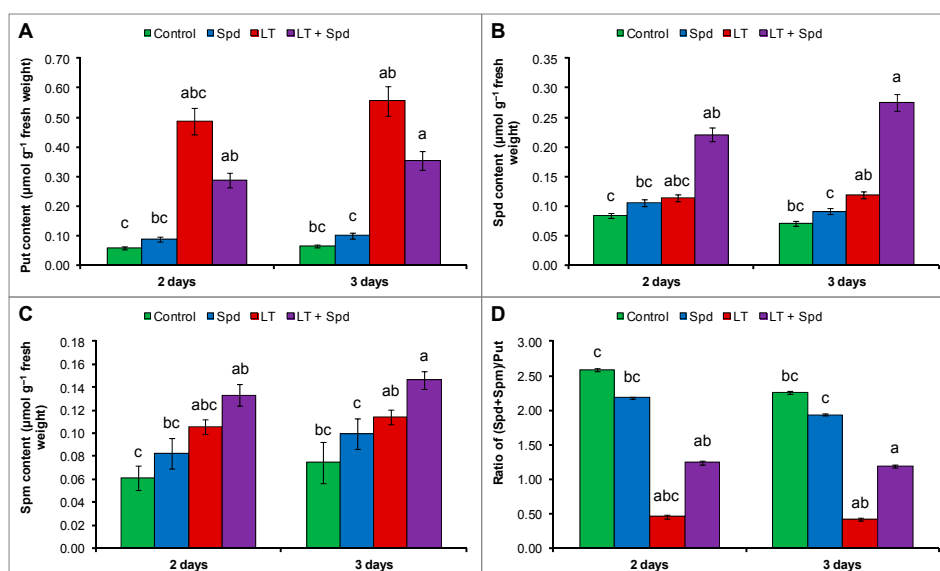 A
Control Spd LT LT + Spd
Put content (µmol g⁻¹ fresh weight)
0.70
0.60
0.50
0.40
0.30
0.20
0.10
0.00
c bc abc ab
bc c ab a
2 days 3 days
B
Control Spd LT LT + Spd
Spd content (µmol g⁻¹ fresh
weight)
0.35
0.30
0.25
0.20
0.15
0.10
0.05
0.00
c bc abc ab
bc c ab a
2 days 3 days
C
Control Spd LT LT + Spd
Spm content (µmol g⁻¹ fresh
weight)
0.18
0.16
0.14
0.12
0.10
0.08
0.06
0.04
0.02
0.00
c bc abc ab
bc c ab a
2 days 3 days
D
Control Spd LT LT + Spd
Ratio of (Spd+Spm)/Put
3.00
2.50
2.00
1.50
1.00
0.50
0.00
c bc abc ab
bc c ab a
2 days 3 days